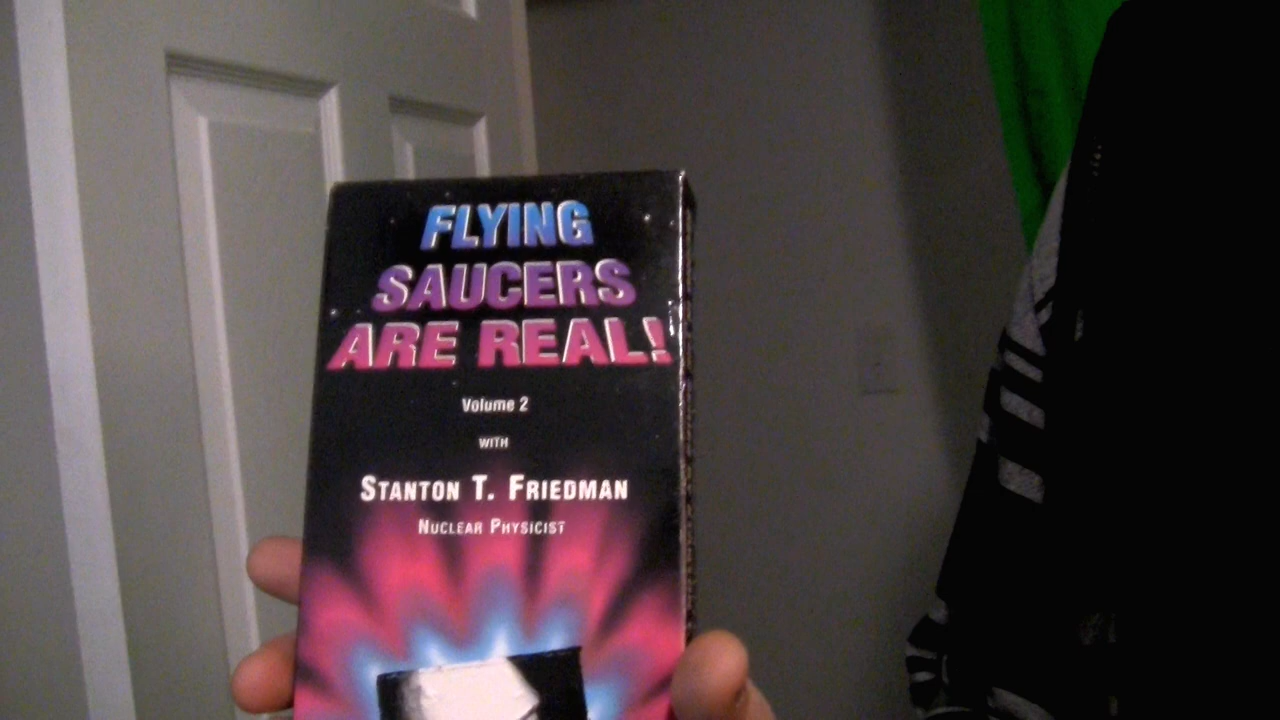 FLYING
SAUCERS
ARE REAL!
Volume 2
WITH
STANTON T. FRIEDMAN
NUCLEAR PHYSICIST